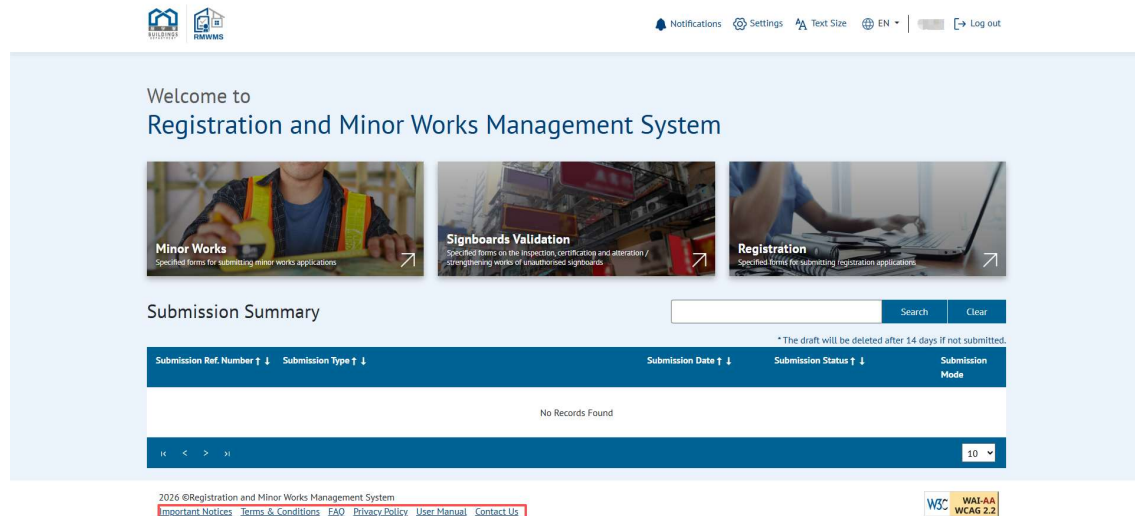 BUILDINGS
DEPARTMENT
RMWMS
Notifications Settings Text Size EN Log out
Welcome to
Registration and Minor Works Management System
Minor Works
Specified forms for submitting minor works applications
Signboards Validation
Specified forms on the inspection, certification and alteration /
strengthening works of unauthorised signboards
Registration
Specified forms for submitting registration applications
Submission Summary
Search Clear
* The draft will be deleted after 14 days if not submitted.
Submission Ref. Number ↑ ↓ Submission Type ↑ ↓ Submission Date ↑ ↓ Submission Status ↑ ↓ Submission
Mode
No Records Found
10
2026 ©Registration and Minor Works Management System
Important Notices Terms & Conditions FAQ Privacy Policy User Manual Contact Us
W3C WAI-AA
WCAG 2.2